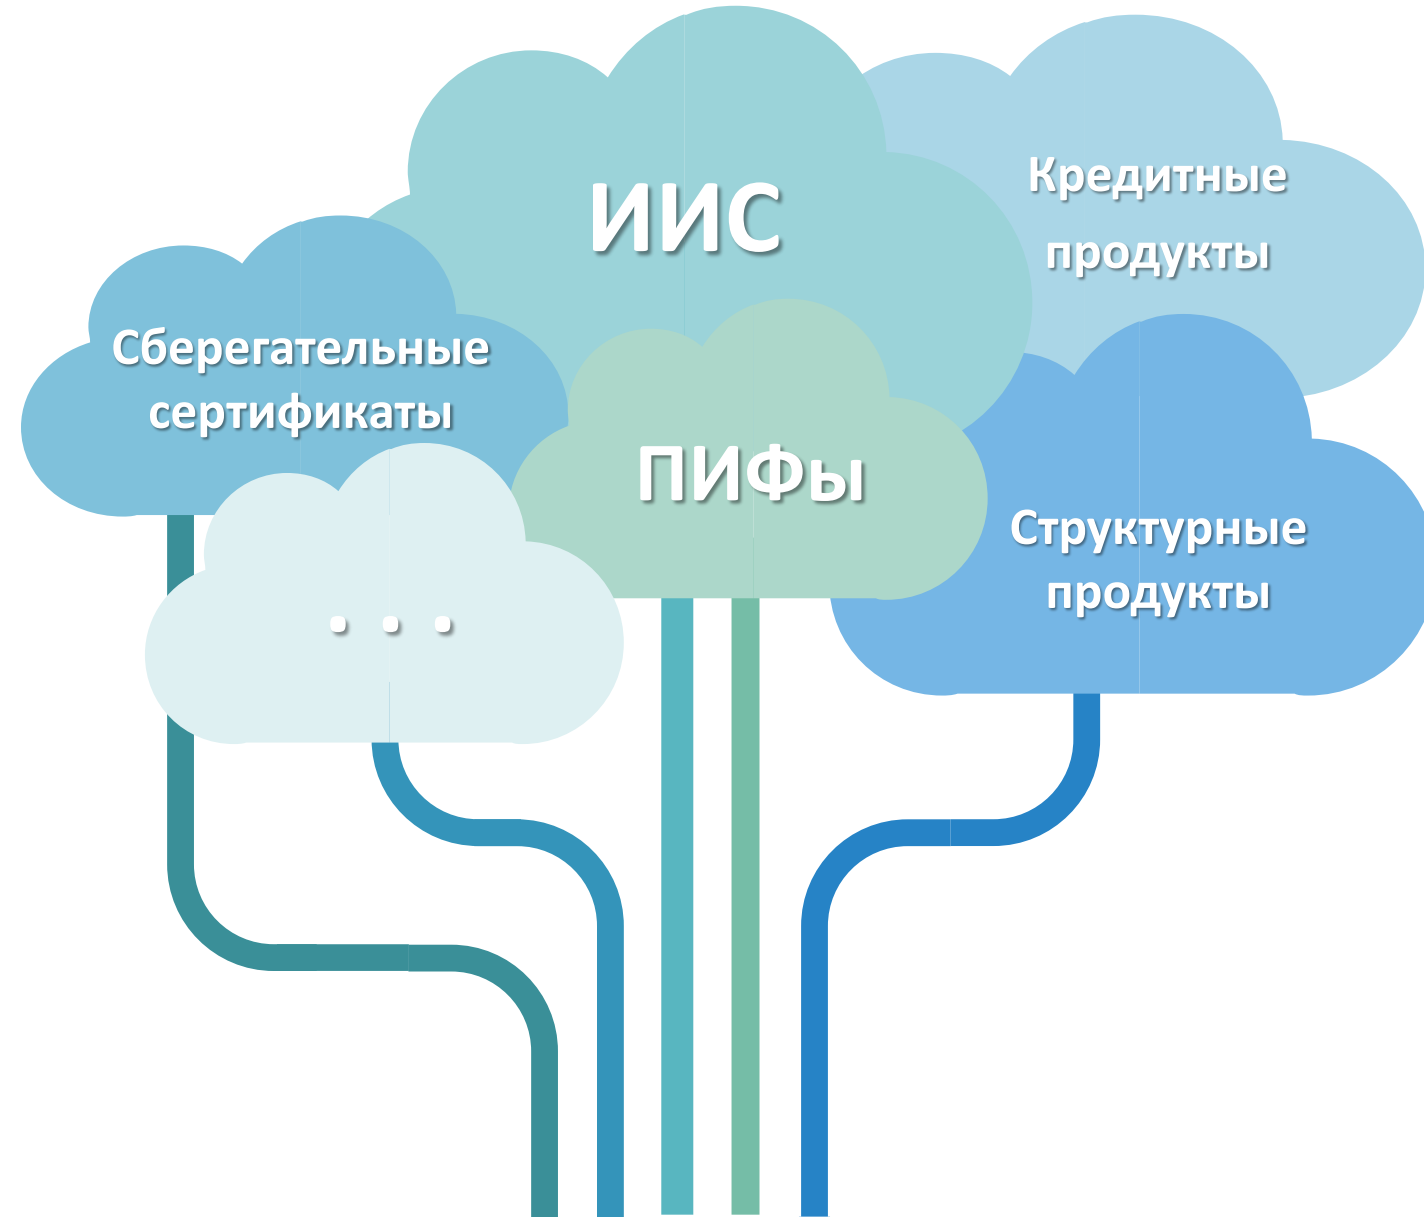 ИИС
Кредитные
продукты
Сберегательные
сертификаты
ПИФы
Структурные
продукты
...